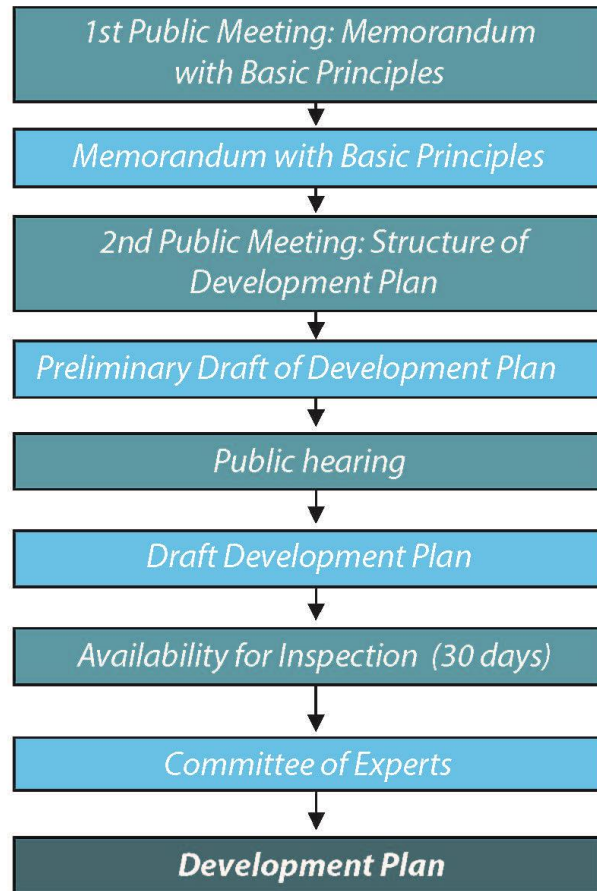 1st Public Meeting: Memorandum
with Basic Principles
Memorandum with Basic Principles
2nd Public Meeting: Structure of
Development Plan
Preliminary Draft of Development Plan
Public hearing
Draft Development Plan
Availability for Inspection (30 days)
Committee of Experts
Development Plan